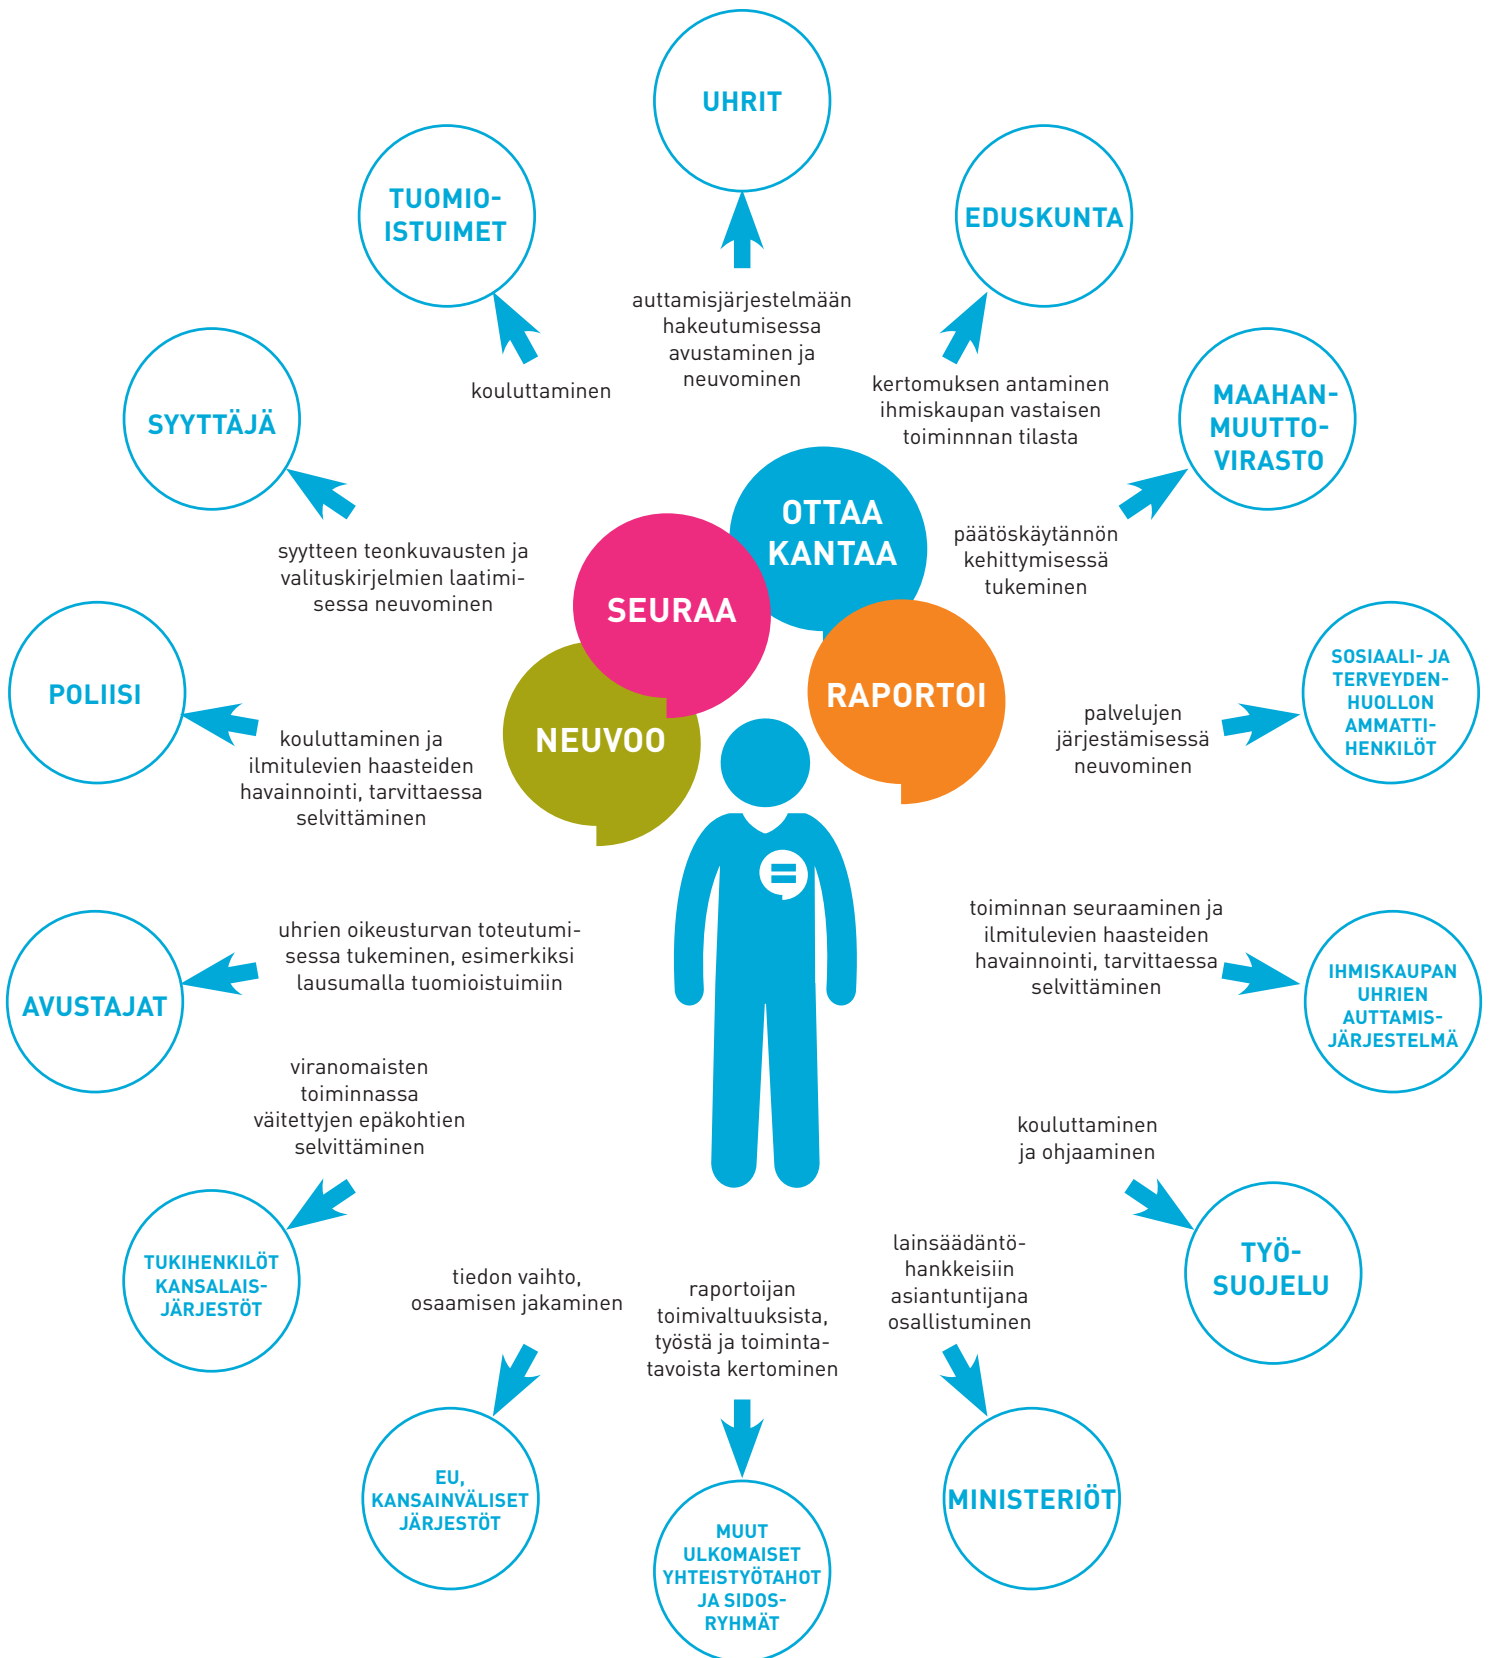 UHRIT
auttamisjärjestelmään
hakeutumisessa
avustaminen ja
neuvominen
EDUSKUNTA
kertomuksen antaminen
ihmiskaupan vastaisen
toiminnnan tilasta
MAAHAN-
MUUTTO-
VIRASTO
päätöskäytännön
kehittymisessä
tukeminen
SOSIAALI- JA
TERVEYDEN-
HUOLLON
AMMATTI-
HENKILÖT
palvelujen
järjestämisessä
neuvominen
IHMISKAUPAN
UHRIEN
AUTTAMIS-
JÄRJESTELMÄ
toiminnan seuraaminen ja
ilmitulevien haasteiden
havainnointi, tarvittaessa
selvittäminen
TYÖ-
SUOJELU
kouluttaminen
ja ohjaaminen
MINISTERIÖT
lainsäädäntö-
hankkeisiin
asiantuntijana
osallistuminen
MUUT
ULKOMAISET
YHTEISTYÖTAHOT
JA SIDOS-
RYHMÄT
raportoijan
toimivaltuuksista,
työstä ja toiminta-
tavoista kertominen
EU,
KANSAINVÄLISET
JÄRJESTÖT
tiedon vaihto,
osaamisen jakaminen
TUKIHENKILÖT
KANSALAIS-
JÄRJESTÖT
viranomaisten
toiminnassa
väitettyjen epäkohtien
selvittäminen
AVUSTAJAT
uhrien oikeusturvan toteutumi-
sessa tukeminen, esimerkiksi
lausumalla tuomioistuimiin
POLIISI
kouluttaminen ja
ilmitulevien haasteiden
havainnointi, tarvittaessa
selvittäminen
SYYTTÄJÄ
syytteen teonkuvausten ja
valituskirjelmien laatimi-
sessa neuvominen
TUOMIO-
ISTUIMET
kouluttaminen
NEUVOO
SEURAA
OTTAA
KANTAA
RAPORTOI
=